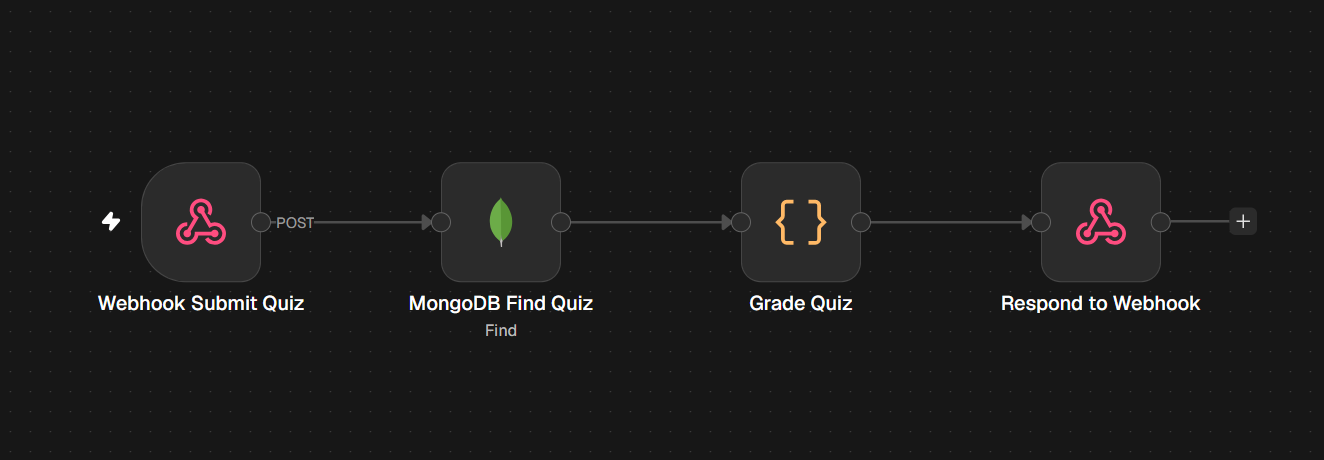 POST
Webhook Submit Quiz
MongoDB Find Quiz
Find
Grade Quiz
Respond to Webhook